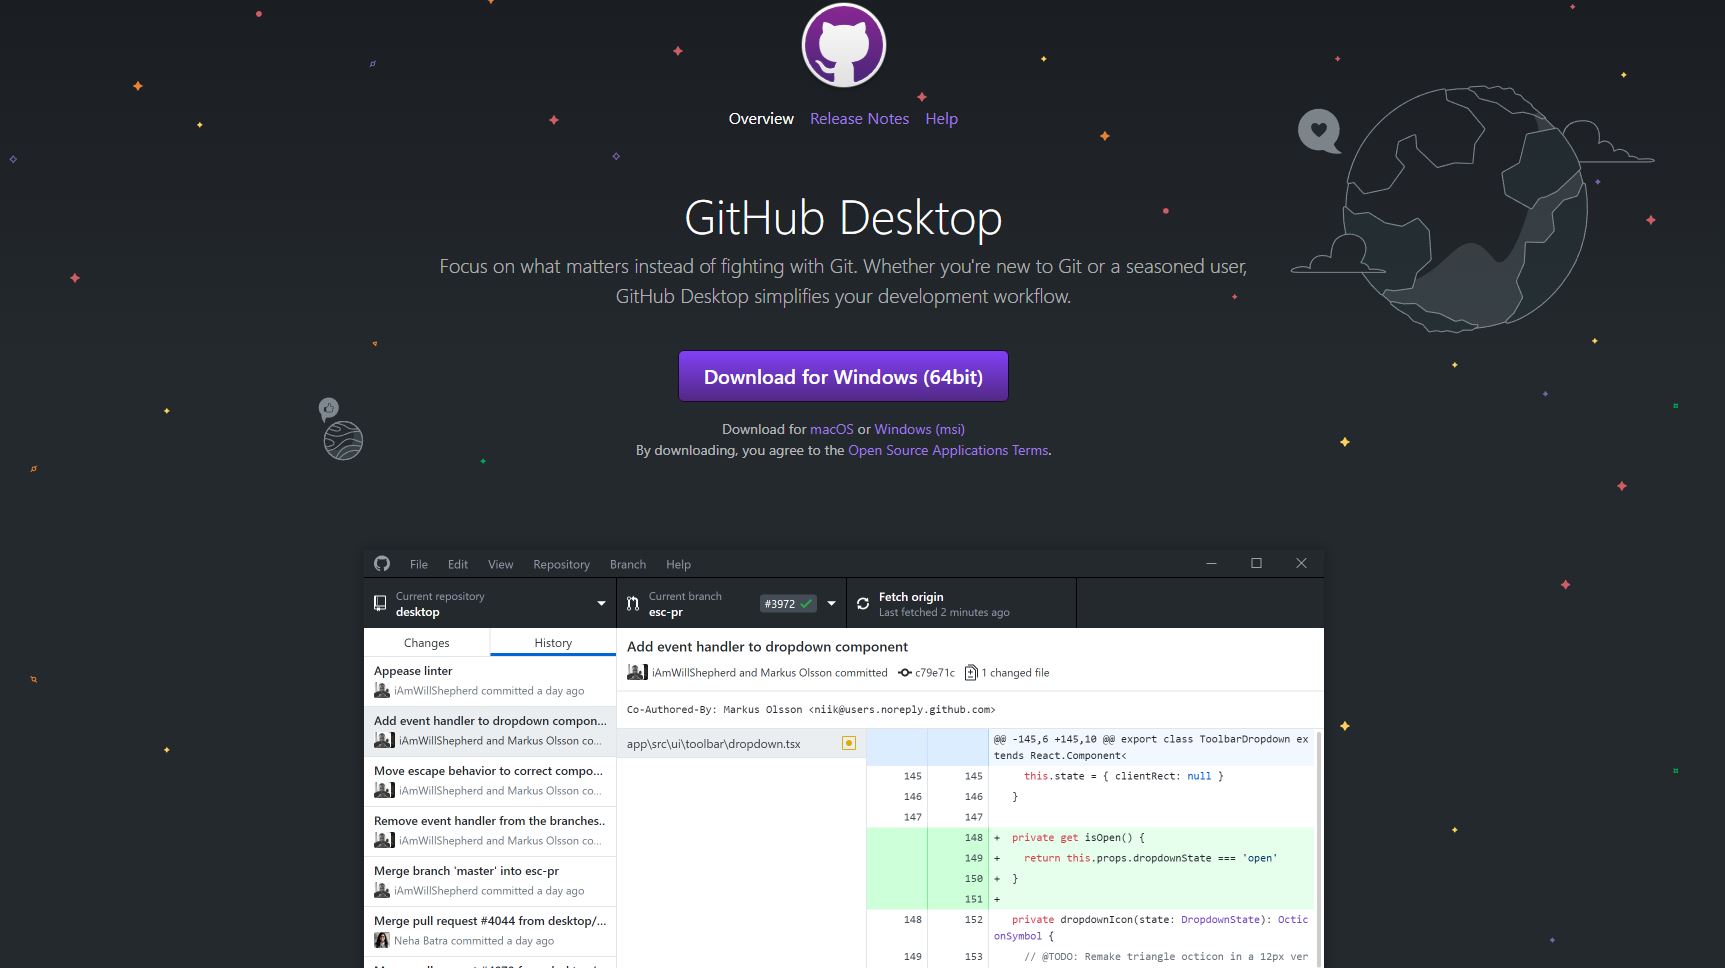 Overview Release Notes Help
GitHub Desktop
Focus on what matters instead of fighting with Git. Whether you're new to Git or a seasoned user,
GitHub Desktop simplifies your development workflow.
Download for Windows (64bit)
Download for macOS or Windows (msi)
By downloading, you agree to the Open Source Applications Terms.
File Edit View Repository Branch Help
Current repository
desktop
Current branch
esc-pr
#3972
Fetch origin
Last fetched 2 minutes ago
Changes
History
Appease linter
iAmWillShepherd committed a day ago
Add event handler to dropdown compon...
iAmWillShepherd and Markus Olsson co...
Move escape behavior to correct compo...
iAmWillShepherd and Markus Olsson co...
Remove event handler from the branches..
iAmWillShepherd and Markus Olsson co...
Merge branch 'master' into esc-pr
iAmWillShepherd committed a day ago
Merge pull request #4044 from desktop/...
Neha Batra committed a day ago
Add event handler to dropdown component
iAmWillShepherd and Markus Olsson committed c79e71c 1 changed file
Co-Authored-By: Markus Olsson <niik@users.noreply.github.com>
app\src\ui\toolbar\dropdown.tsx
@@ -145,6 +145,10 @@ export class ToolbarDropdown ex
tends React.Component<
145 145 this.state = { clientRect: null }
146 146 }
147 147
148 + private get isOpen() {
149 + return this.props.dropdownState === 'open'
150 + }
151 +
148 152 private dropdownIcon(state: DropdownState): Octic
onSymbol {
149 153 // @TODO: Remake triangle octicon in a 12px ver